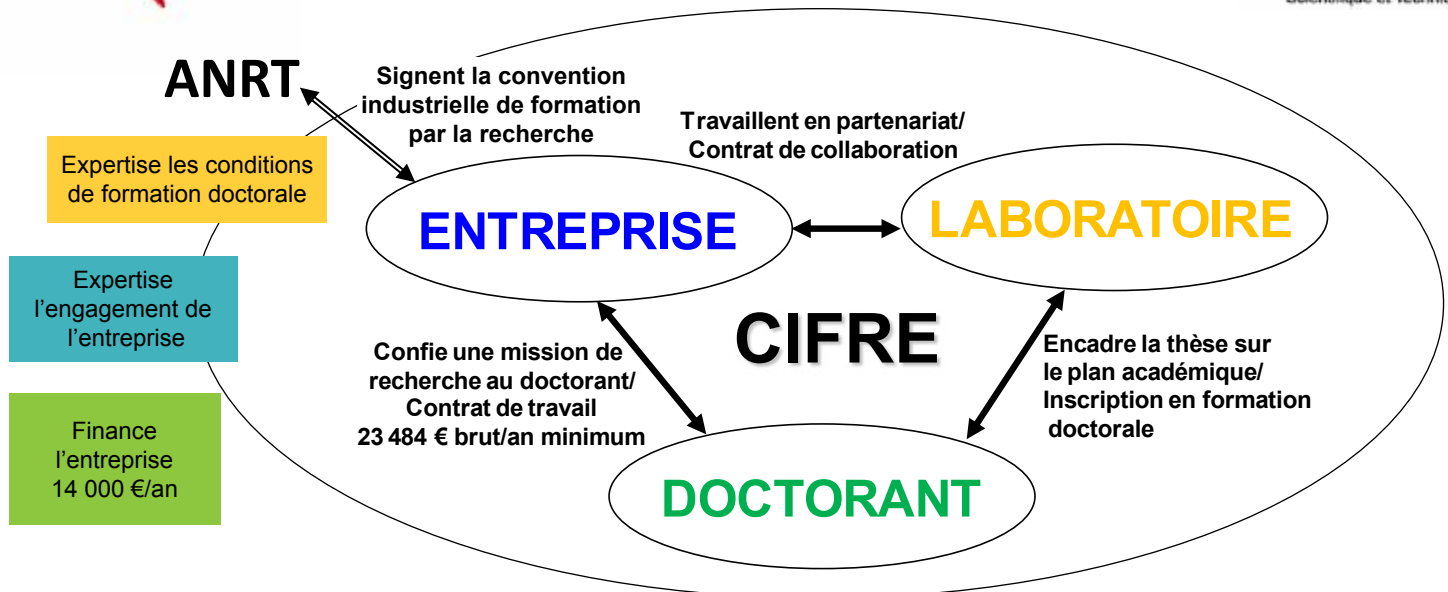 Scientifique et Techni
ANRT
Signent la convention
industrielle de formation
par la recherche
Travaillent en partenariat/
Contrat de collaboration
Expertise les conditions
de formation doctorale
ENTREPRISE
LABORATOIRE
Expertise
l'engagement de
l'entreprise
CIFRE
Confie une mission de
recherche au doctorant/
Contrat de travail
23 484 € brut/an minimum
Encadre la thèse sur
le plan académique/
Inscription en formation
doctorale
Finance
l'entreprise
14 000 €/an
DOCTORANT